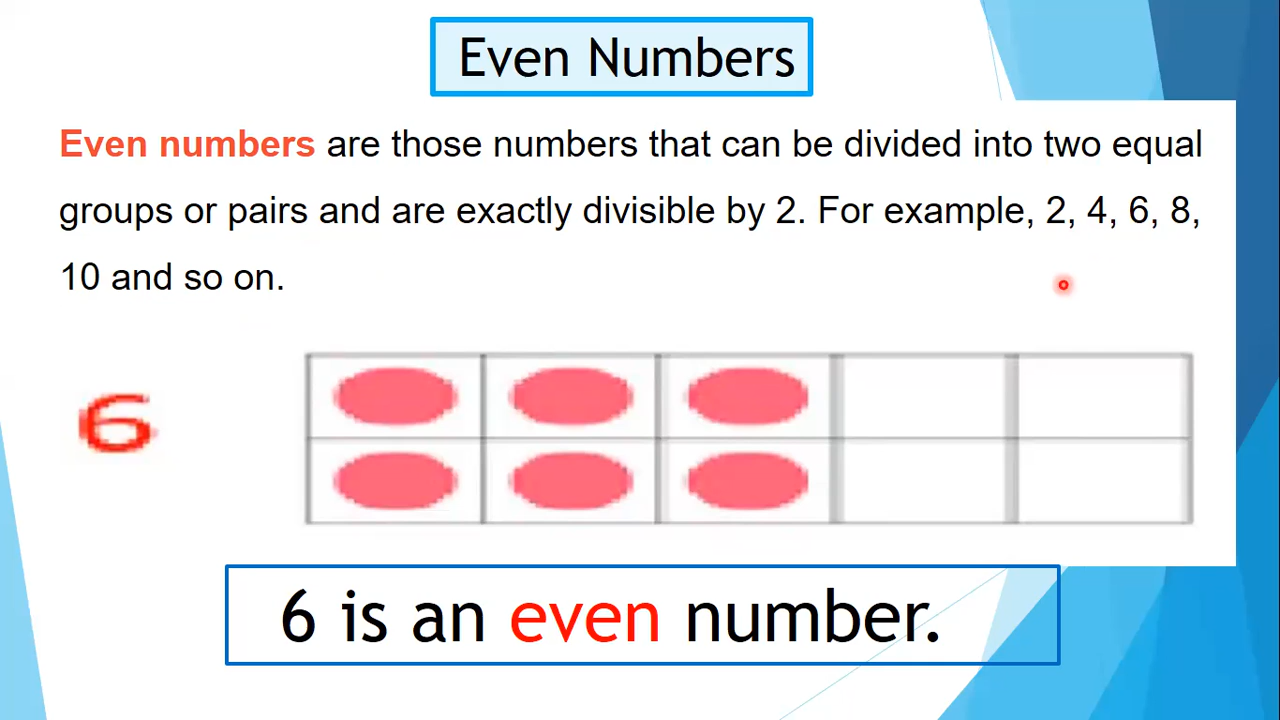 Even Numbers
Even numbers are those numbers that can be divided into two equal
groups or pairs and are exactly divisible by 2. For example, 2, 4, 6, 8,
10 and so on.
6
6 is an even number.